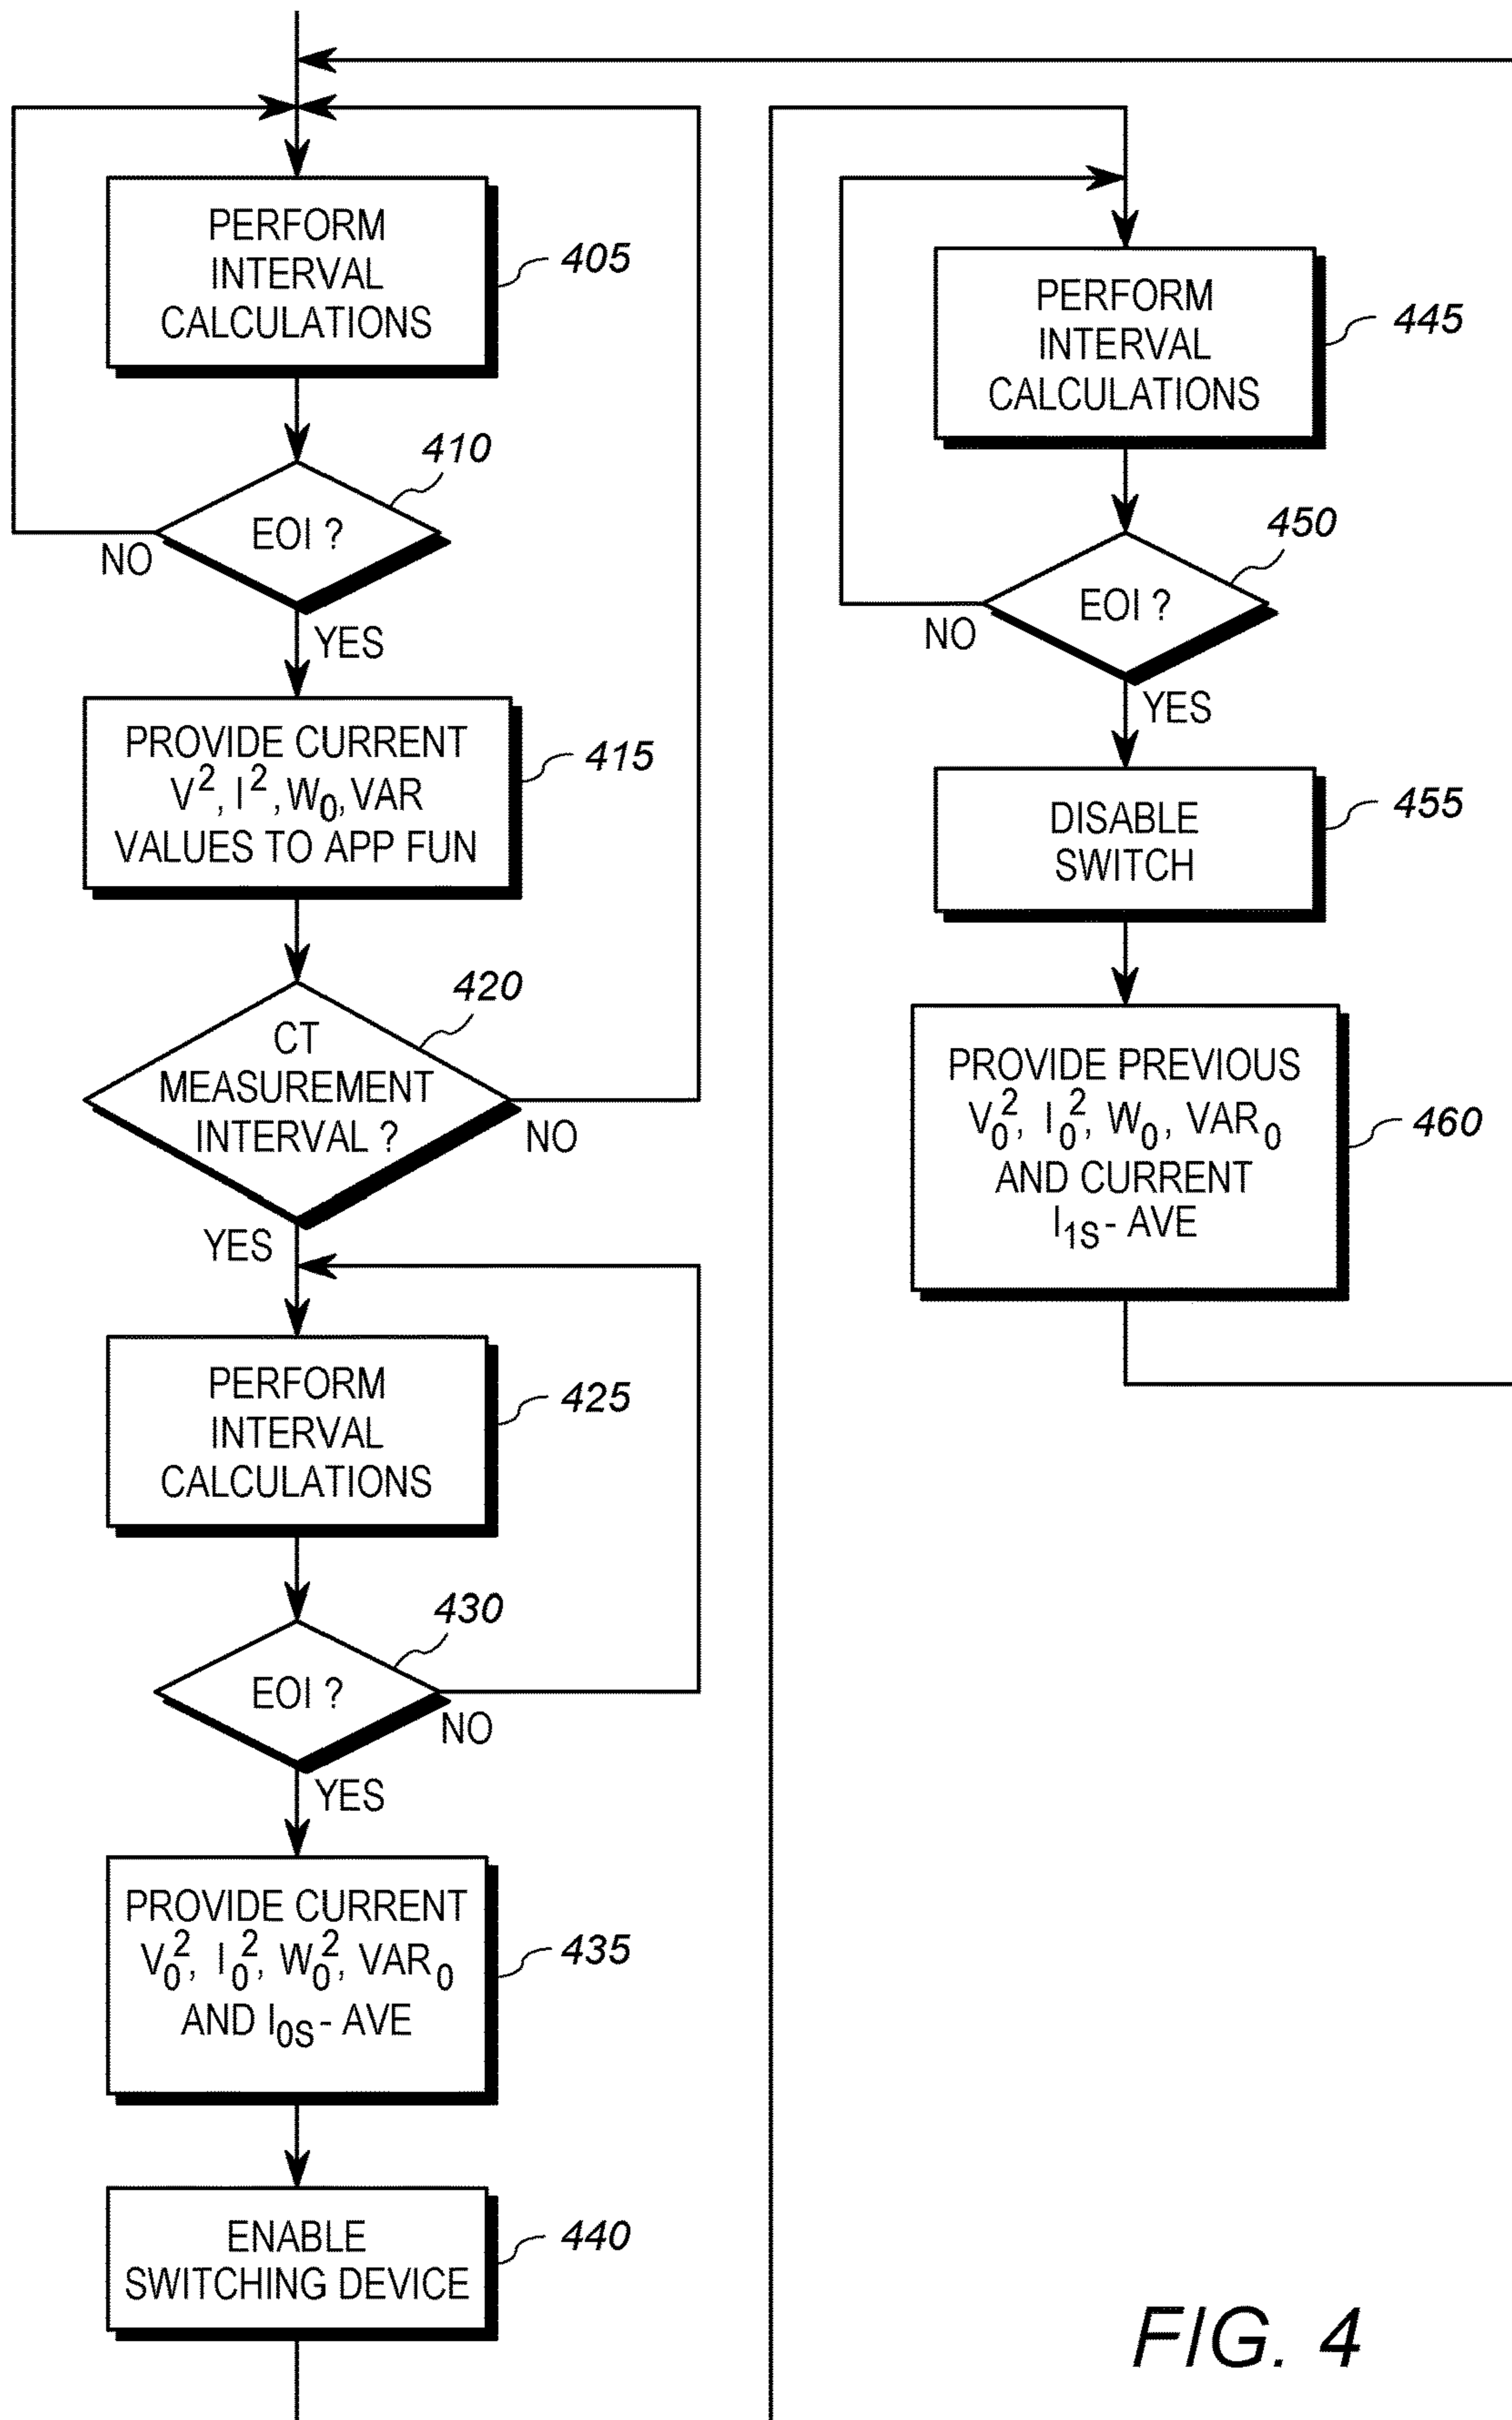 PERFORM
INTERVAL
CALCULATIONS
405
410
EOI ?
NO
YES
PROVIDE CURRENT
V², I², W₀, VAR
VALUES TO APP FUN
415
420
CT
MEASUREMENT
INTERVAL ?
NO
YES
PERFORM
INTERVAL
CALCULATIONS
425
430
EOI ?
NO
YES
PROVIDE CURRENT
V₀², I₀², W₀², VAR₀
AND I₀S - AVE
435
ENABLE
SWITCHING DEVICE
440
PERFORM
INTERVAL
CALCULATIONS
445
450
EOI ?
NO
YES
DISABLE
SWITCH
455
PROVIDE PREVIOUS
V₀², I₀², W₀, VAR₀
AND CURRENT
I₁S - AVE
460
FIG. 4